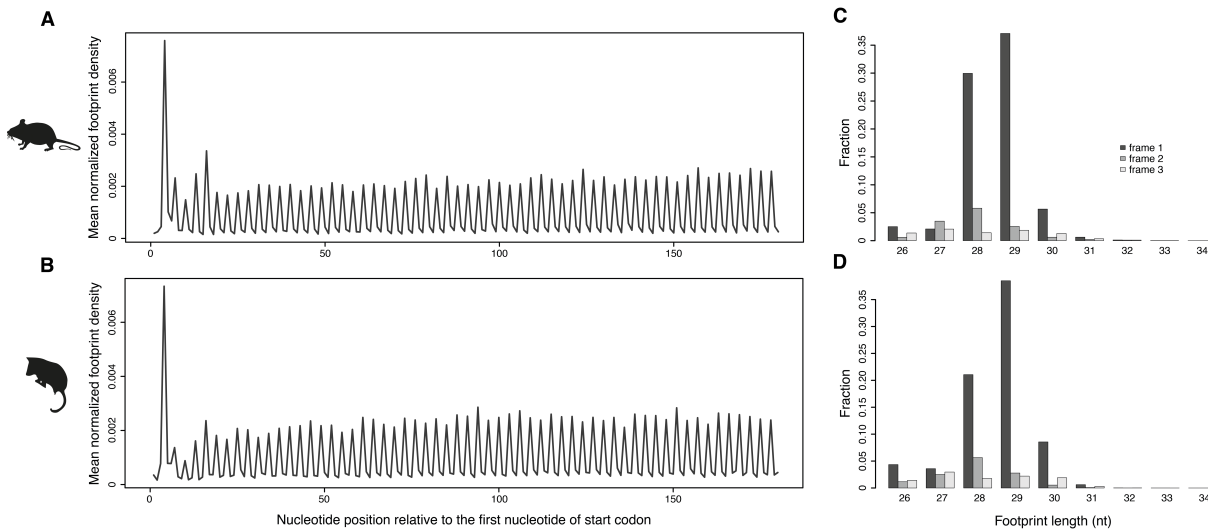 A
Mean normalized footprint density
0.006
0.004
0.002
0
0
50
100
150
B
Mean normalized footprint density
0.006
0.004
0.002
0
0
50
100
150
Nucleotide position relative to the first nucleotide of start codon
C
Fraction
0.35
0.30
0.25
0.20
0.15
0.10
0.05
0
frame 1
frame 2
frame 3
26 27 28 29 30 31 32 33 34
D
Fraction
0.35
0.30
0.25
0.20
0.15
0.10
0.05
0
26 27 28 29 30 31 32 33 34
Footprint length (nt)